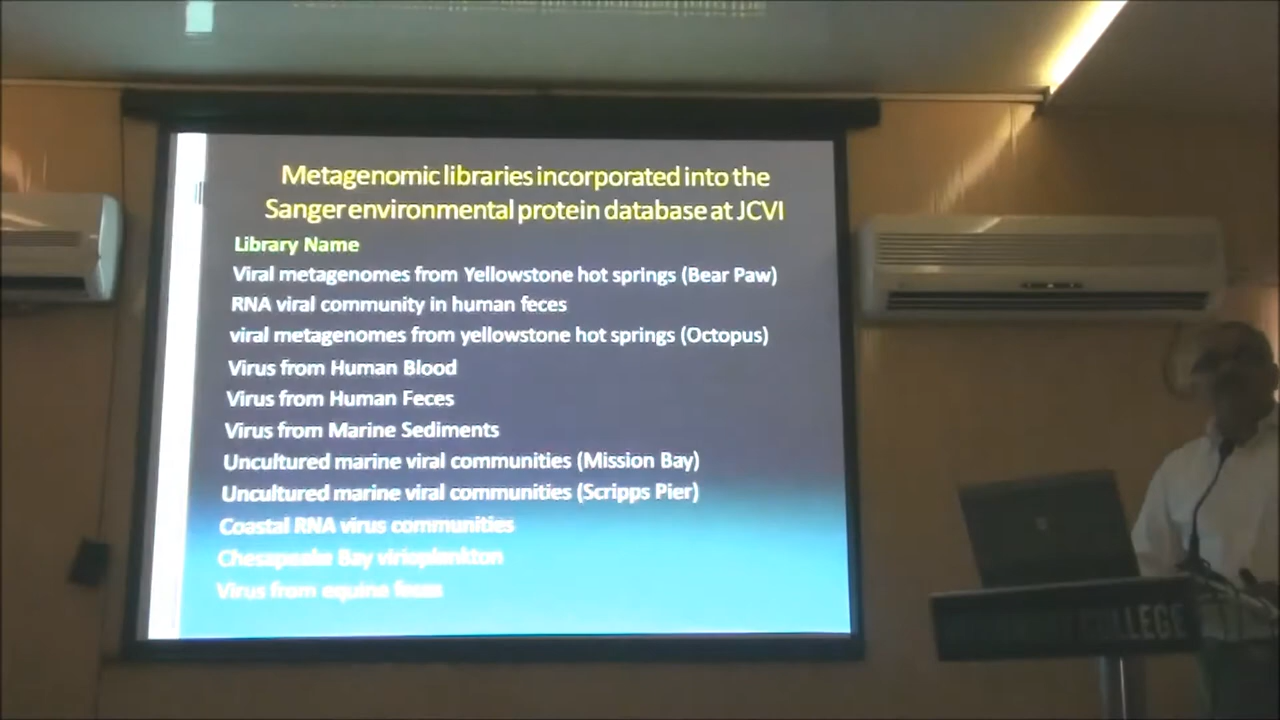 Metagenomic libraries incorporated into the
Sanger environmental protein database at JCVI
Library Name
Viral metagenomes from Yellowstone hot springs (Bear Paw)
RNA viral community in human feces
viral metagenomes from yellowstone hot springs (Octopus)
Virus from Human Blood
Virus from Human Feces
Virus from Marine Sediments
Uncultured marine viral communities (Mission Bay)
Uncultured marine viral communities (Scripps Pier)
Coastal RNA virus communities
Chesapeake Bay virioplankton
Virus from equine feces
COLLEGE